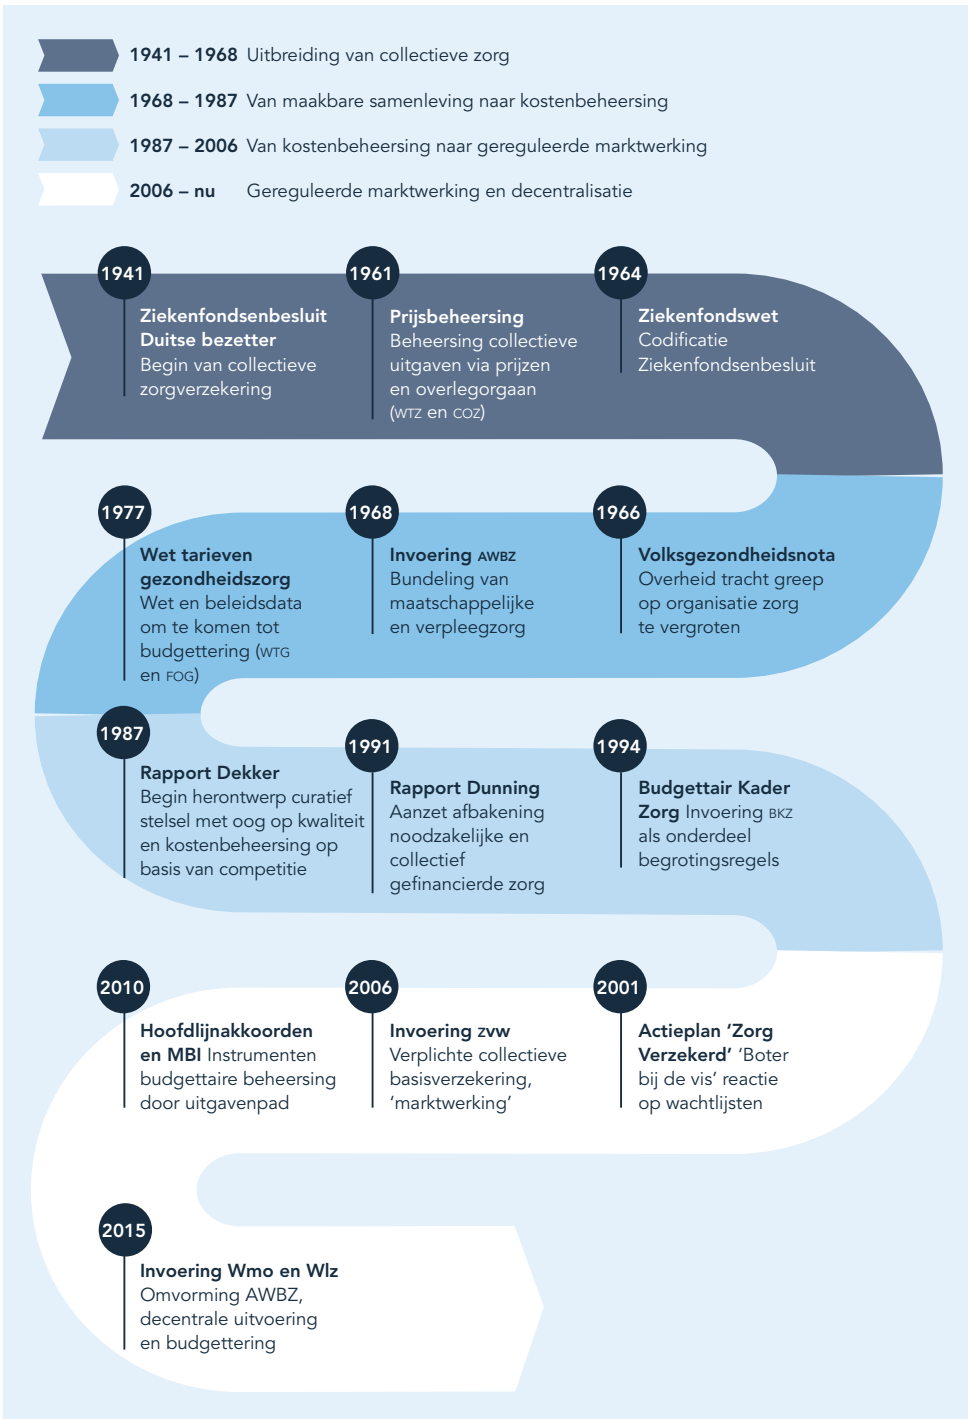 1941 – 1968 Uitbreiding van collectieve zorg
1968 – 1987 Van maakbare samenleving naar kostenbeheersing
1987 – 2006 Van kostenbeheersing naar gereguleerde marktwerking
2006 – nu Gereguleerde marktwerking en decentralisatie
1941
Ziekenfondsenbesluit
Duitse bezetter
Begin van collectieve
zorgverzekering
1961
Prijsbeheersing
Beheersing collectieve
uitgaven via prijzen
en overlegorgaan
(WTZ en COZ)
1964
Ziekenfondswet
Codificatie
Ziekenfondsenbesluit
1966
Volksgezondheidsnota
Overheid tracht greep
op organisatie zorg
te vergroten
1968
Invoering AWBZ
Bundeling van
maatschappelijke
en verpleegzorg
1977
Wet tarieven
gezondheidszorg
Wet en beleidsdata
om te komen tot
budgettering (WTG
en FOG)
1987
Rapport Dekker
Begin herontwerp curatief
stelsel met oog op kwaliteit
en kostenbeheersing op
basis van competitie
1991
Rapport Dunning
Aanzet afbakening
noodzakelijke en
collectief
gefinancierde zorg
1994
Budgettair Kader
Zorg Invoering BKZ
als onderdeel
begrotingsregels
2001
Actieplan ‘Zorg
Verzekerd’ ‘Boter
bij de vis’ reactie
op wachtlijsten
2006
Invoering ZVW
Verplichte collectieve
basisverzekering,
‘marktwerking’
2010
Hoofdlijnakkoorden
en MBI Instrumenten
budgettaire beheersing
door uitgavenpad
2015
Invoering Wmo en Wlz
Omvorming AWBZ,
decentrale uitvoering
en budgettering